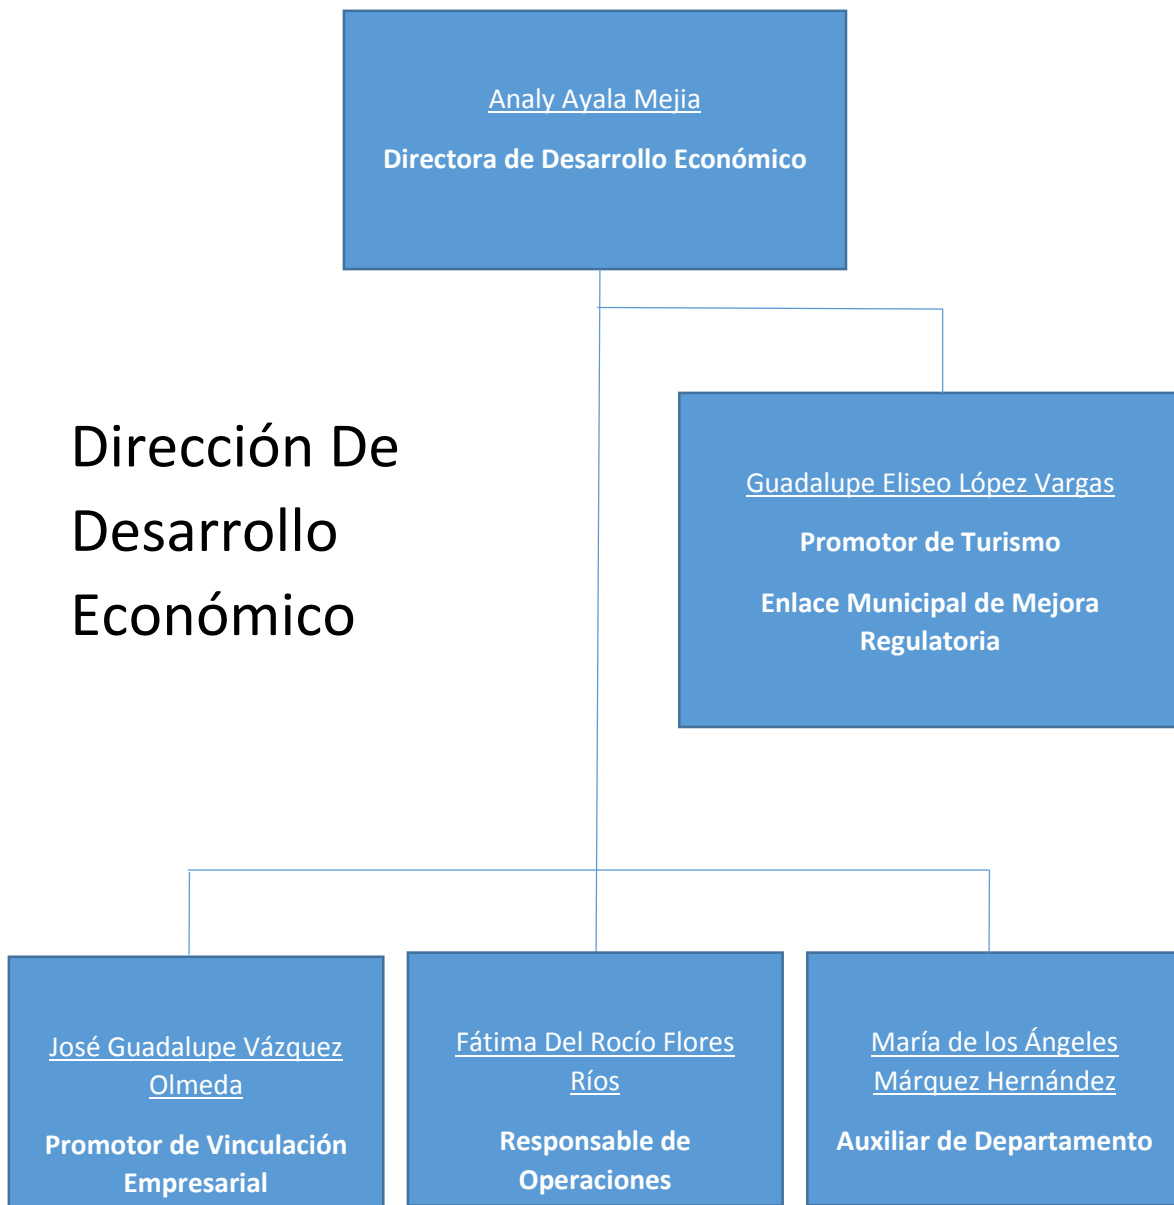 Analy Ayala Mejia
Directora de Desarrollo Económico
Dirección De
Desarrollo
Económico
Guadalupe Eliseo López Vargas
Promotor de Turismo
Enlace Municipal de Mejora
Regulatoria
José Guadalupe Vázquez
Olmeda
Promotor de Vinculación
Empresarial
Fátima Del Rocío Flores
Ríos
Responsable de
Operaciones
María de los Ángeles
Márquez Hernández
Auxiliar de Departamento